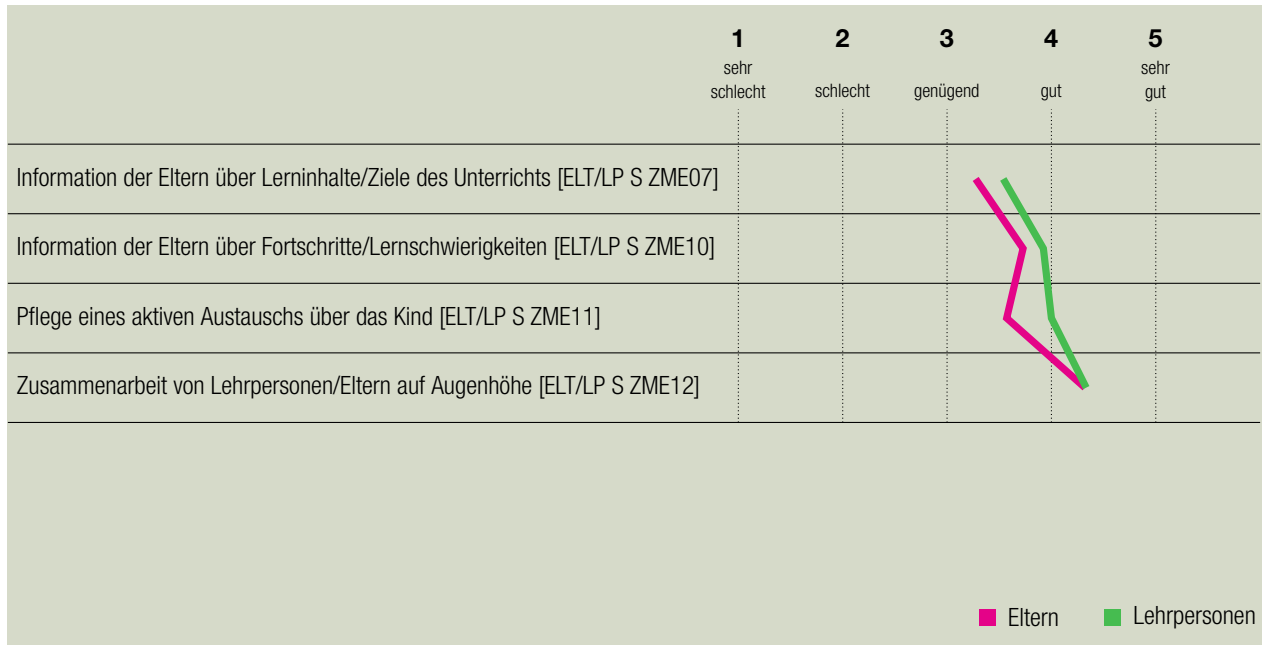 1 2 3 4 5
sehr schlecht schlecht genügend gut sehr gut
Information der Eltern über Lerninhalte/Ziele des Unterrichts [ELT/LP S ZME07]
Information der Eltern über Fortschritte/Lernschwierigkeiten [ELT/LP S ZME10]
Pflege eines aktiven Austauschs über das Kind [ELT/LP S ZME11]
Zusammenarbeit von Lehrpersonen/Eltern auf Augenhöhe [ELT/LP S ZME12]
Eltern Lehrpersonen